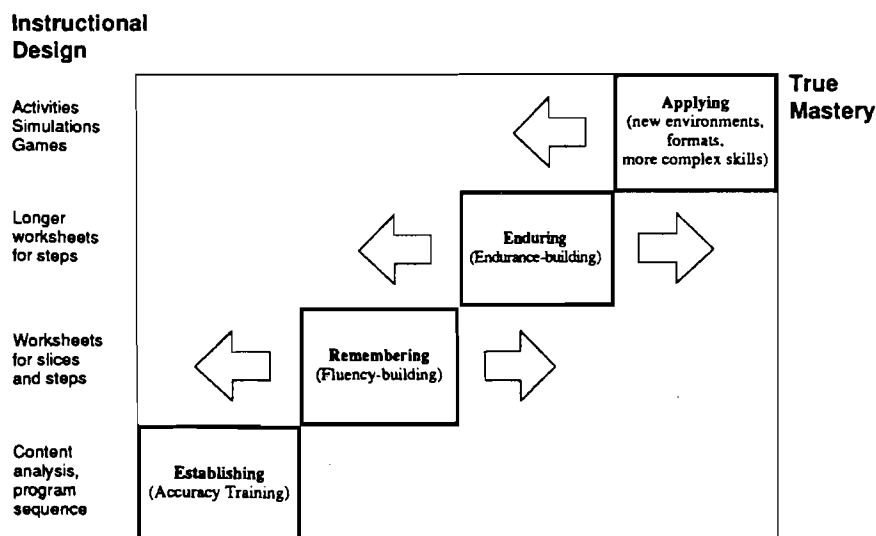 Instructional
Design
Activities
Simulations
Games
Applying
(new environments,
formats,
more complex skills)
True
Mastery
Longer
worksheets
for steps
Enduring
(Endurance-building)
Worksheets
for slices
and steps
Remembering
(Fluency-building)
Content
analysis,
program
sequence
Establishing
(Accuracy Training)